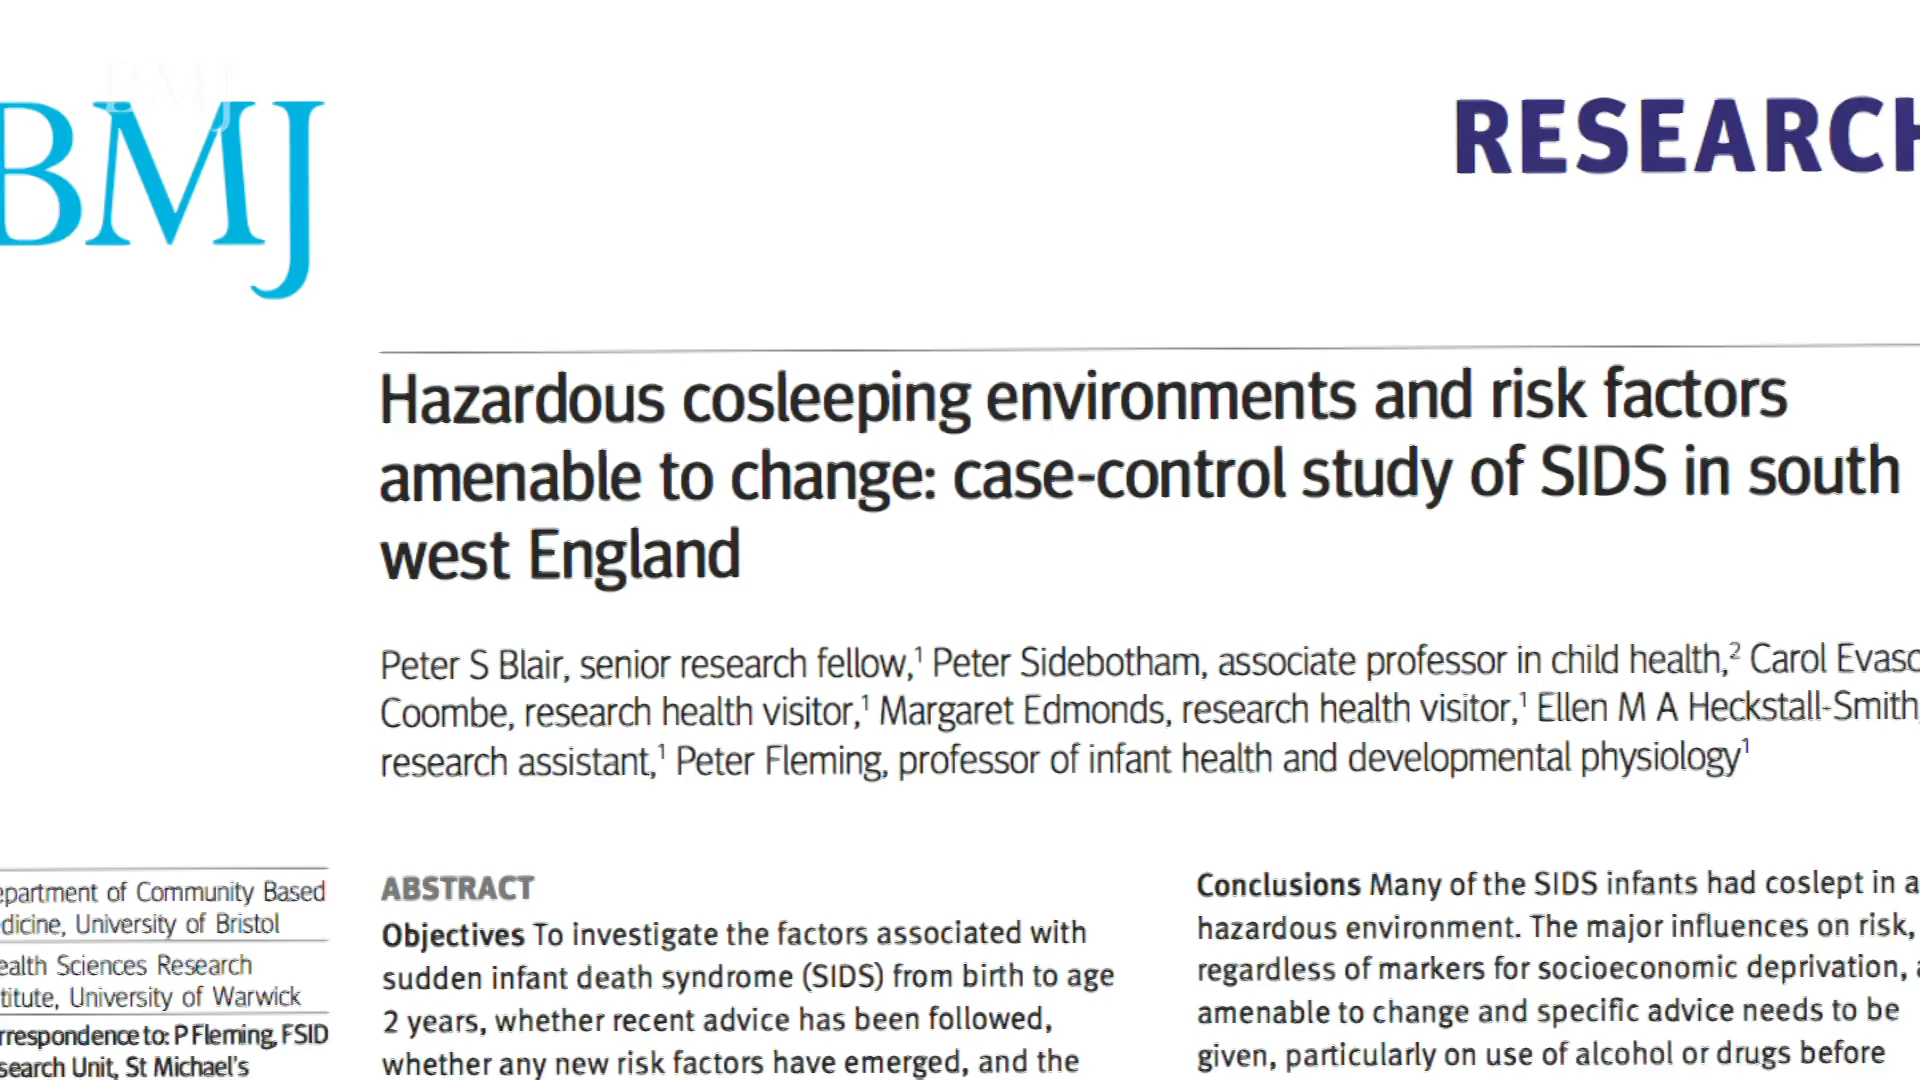 BMJ
RESEARCH
Hazardous cosleeping environments and risk factors
amenable to change: case-control study of SIDS in south
west England
Peter S Blair, senior research fellow,¹ Peter Sidebotham, associate professor in child health,² Carol Evaso
Coombe, research health visitor,¹ Margaret Edmonds, research health visitor,¹ Ellen M A Heckstall-Smith,
research assistant,¹ Peter Fleming, professor of infant health and developmental physiology¹
epartment of Community Based
dicine, University of Bristol
ealth Sciences Research
titute, University of Warwick
rrespondence to: P Fleming, FSID
search Unit, St Michael's
ABSTRACT
Objectives To investigate the factors associated with
sudden infant death syndrome (SIDS) from birth to age
2 years, whether recent advice has been followed,
whether any new risk factors have emerged, and the
Conclusions Many of the SIDS infants had coslept in a
hazardous environment. The major influences on risk,
regardless of markers for socioeconomic deprivation, a
amenable to change and specific advice needs to be
given, particularly on use of alcohol or drugs before